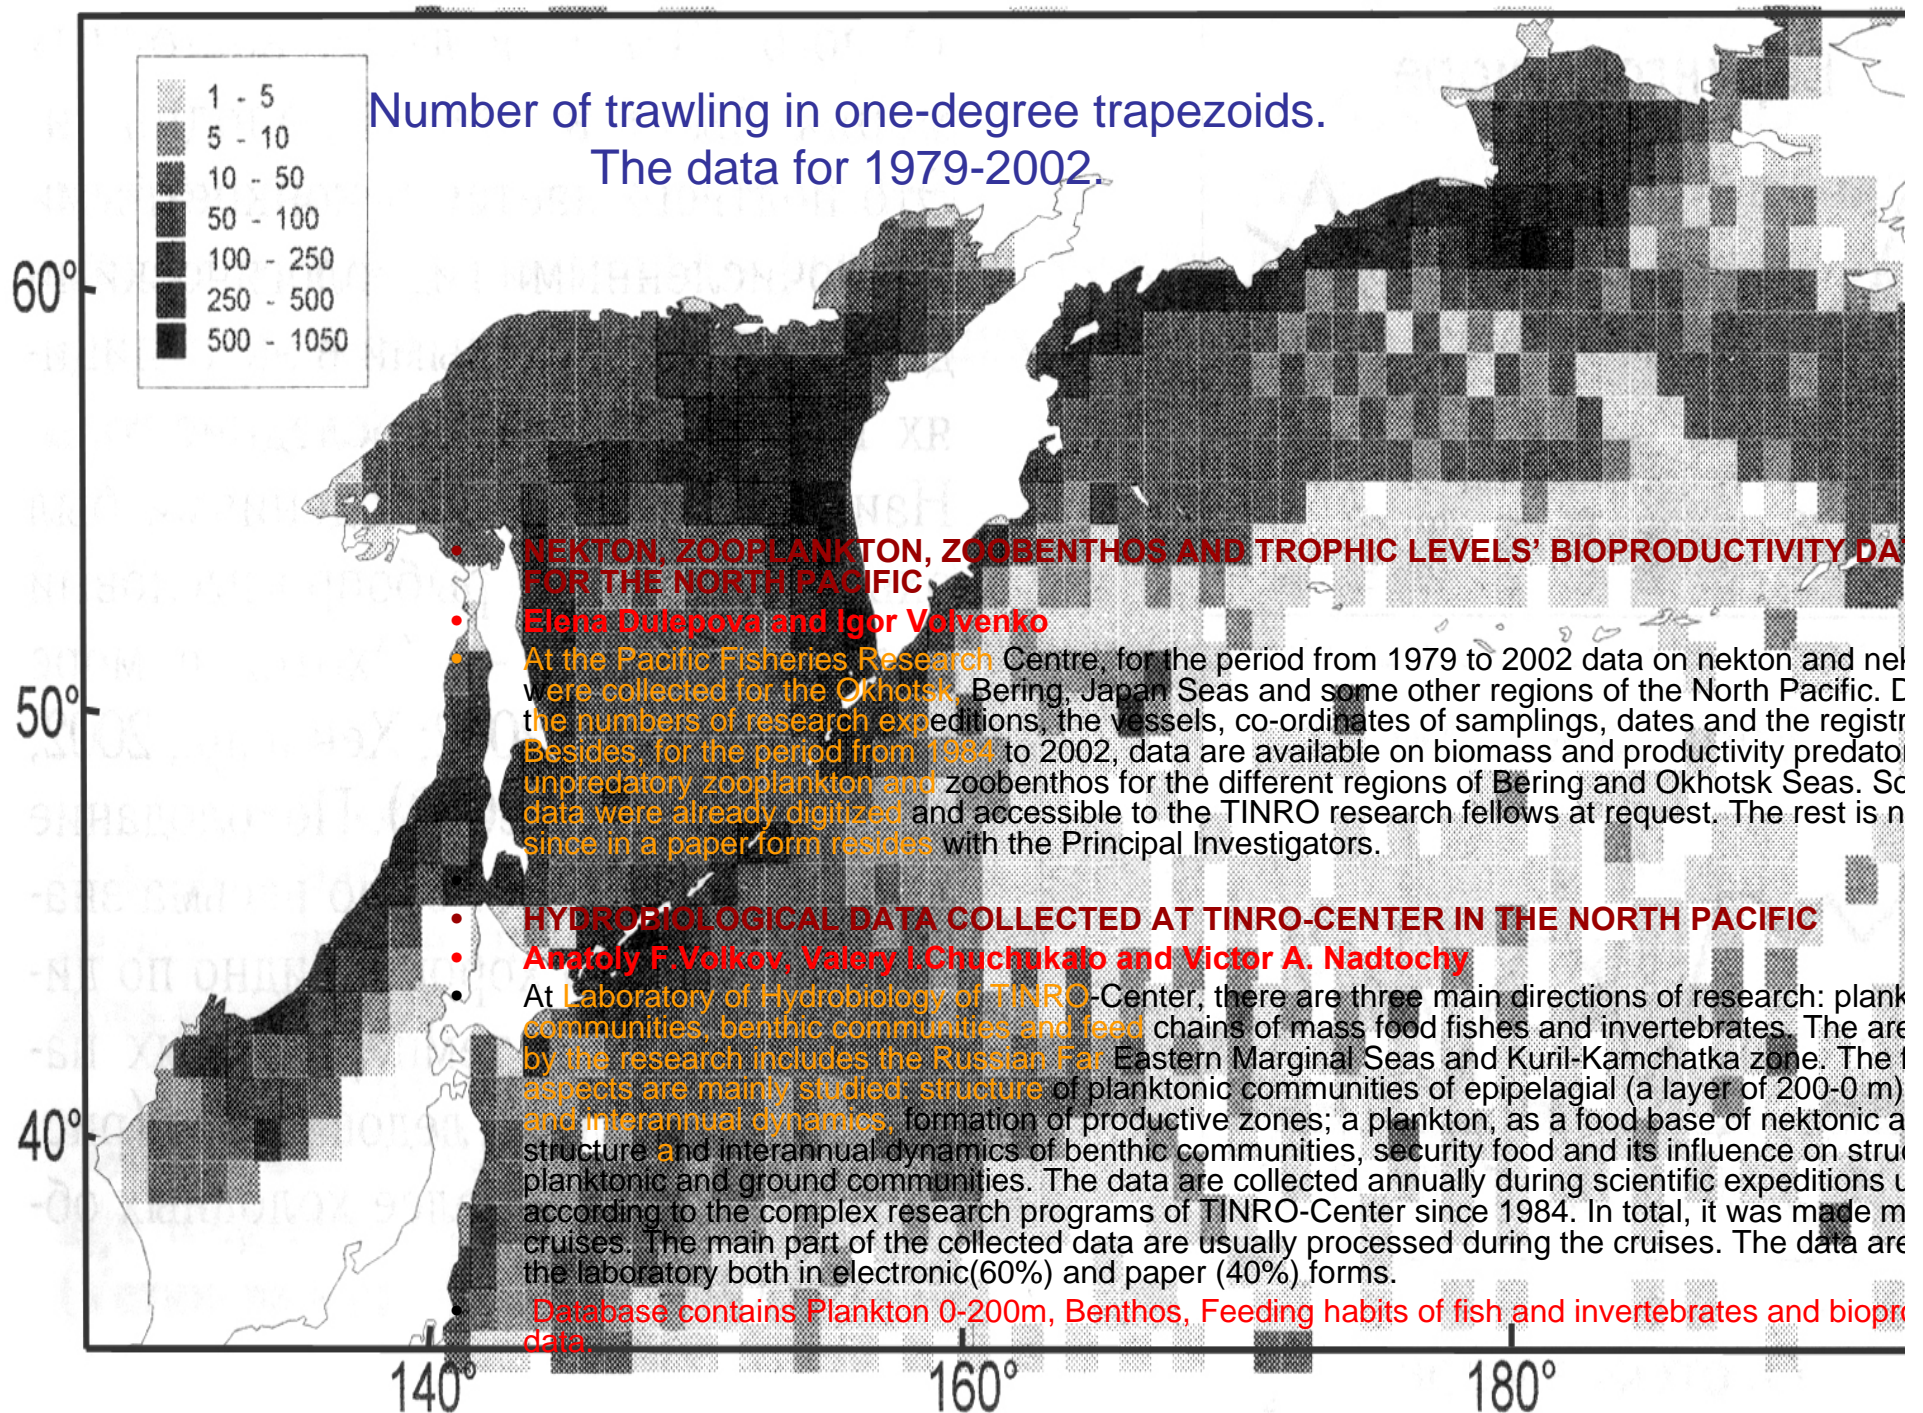 1 - 5
5 - 10
10 - 50
50 - 100
100 - 250
250 - 500
500 - 1050
Number of trawling in one-degree trapezoids.
The data for 1979-2002.
60°
50°
40°
• NEKTON, ZOOPLANKTON, ZOOBENTHOS AND TROPHIC LEVELS’ BIOPRODUCTIVITY DA
FOR THE NORTH PACIFIC
• Elena Dulepova and Igor Volvenko
• At the Pacific Fisheries Research Centre, for the period from 1979 to 2002 data on nekton and nek
were collected for the Okhotsk, Bering, Japan Seas and some other regions of the North Pacific. D
the numbers of research expeditions, the vessels, co-ordinates of samplings, dates and the registr
Besides, for the period from 1984 to 2002, data are available on biomass and productivity predator
unpredatory zooplankton and zoobenthos for the different regions of Bering and Okhotsk Seas. So
data were already digitized and accessible to the TINRO research fellows at request. The rest is n
since in a paper form resides with the Principal Investigators.
•
• HYDROBIOLOGICAL DATA COLLECTED AT TINRO-CENTER IN THE NORTH PACIFIC
• Anatoly F.Volkov, Valery I.Chuchukalo and Victor A. Nadtochy
• At Laboratory of Hydrobiology of TINRO-Center, there are three main directions of research: plank
communities, benthic communities and feed chains of mass food fishes and invertebrates. The are
by the research includes the Russian Far Eastern Marginal Seas and Kuril-Kamchatka zone. The f
aspects are mainly studied: structure of planktonic communities of epipelagial (a layer of 200-0 m)
and interannual dynamics, formation of productive zones; a plankton, as a food base of nektonic a
structure and interannual dynamics of benthic communities, security food and its influence on stru
planktonic and ground communities. The data are collected annually during scientific expeditions u
according to the complex research programs of TINRO-Center since 1984. In total, it was made m
cruises. The main part of the collected data are usually processed during the cruises. The data are
the laboratory both in electronic(60%) and paper (40%) forms.
• Database contains Plankton 0-200m, Benthos, Feeding habits of fish and invertebrates and biopro
data.
140° 160° 180°